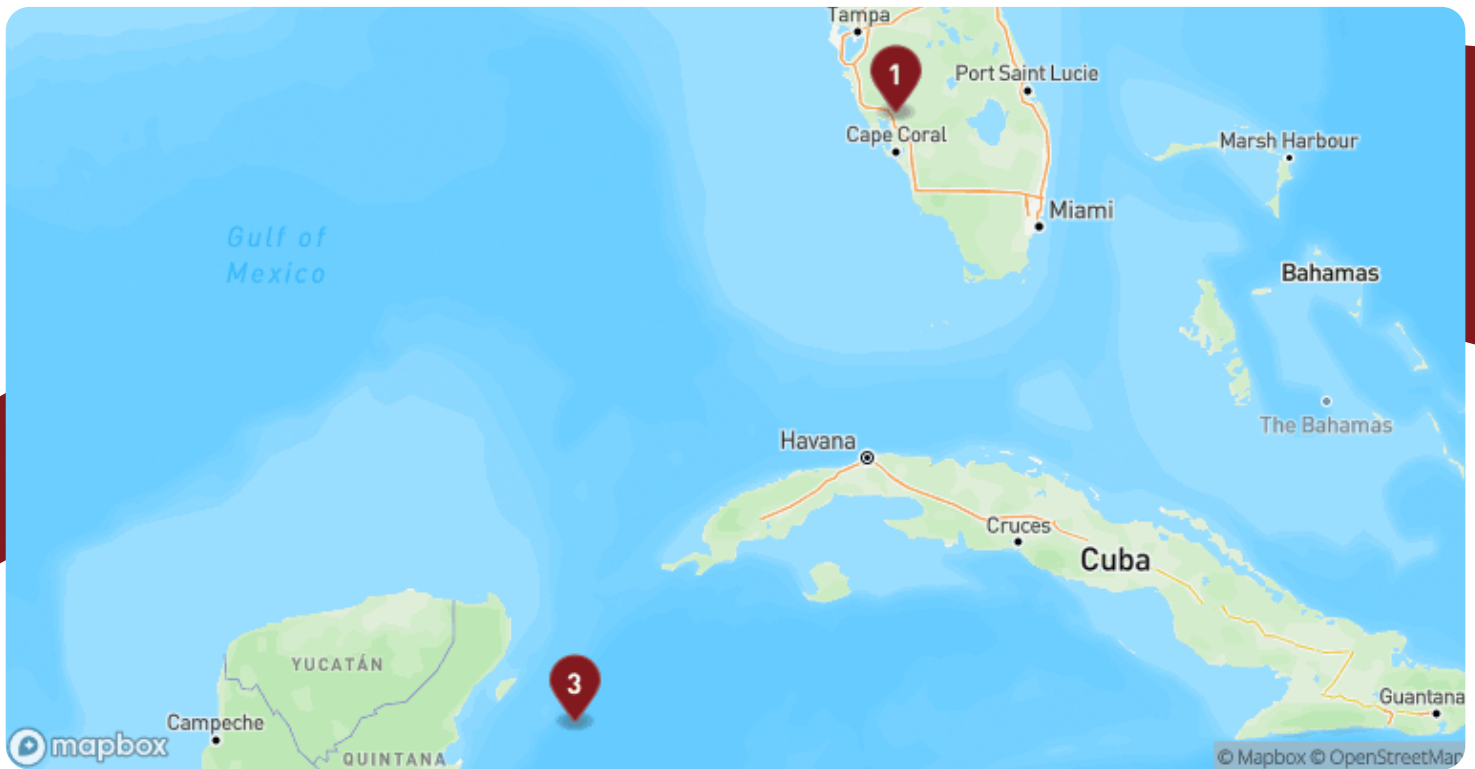 Tampa
1
Port Saint Lucie
Cape Coral
Marsh Harbour
Miami
Gulf of
Mexico
Bahamas
The Bahamas
Havana
Cruces
Cuba
YUCATÁN
3
Guantana
Campeche
mapbox
QUINTANA
© Mapbox © OpenStreetMap